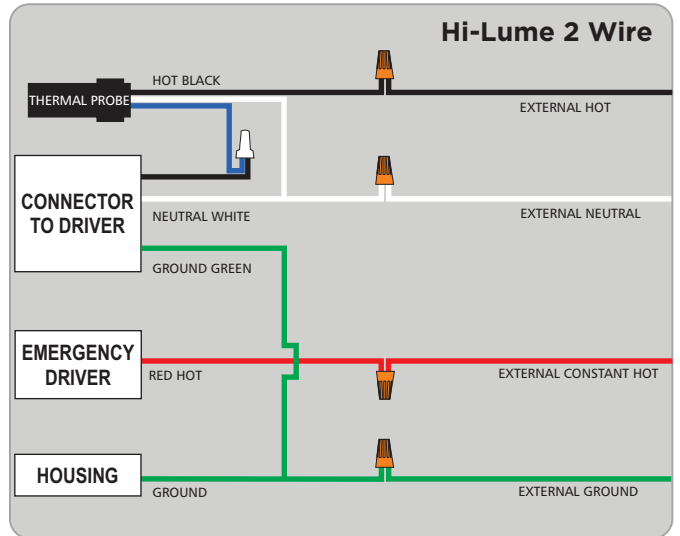 Hi-Lume 2 Wire
HOT BLACK
THERMAL PROBE
EXTERNAL HOT
CONNECTOR
TO DRIVER
NEUTRAL WHITE
EXTERNAL NEUTRAL
GROUND GREEN
EMERGENCY
DRIVER
RED HOT
EXTERNAL CONSTANT HOT
HOUSING
GROUND
EXTERNAL GROUND